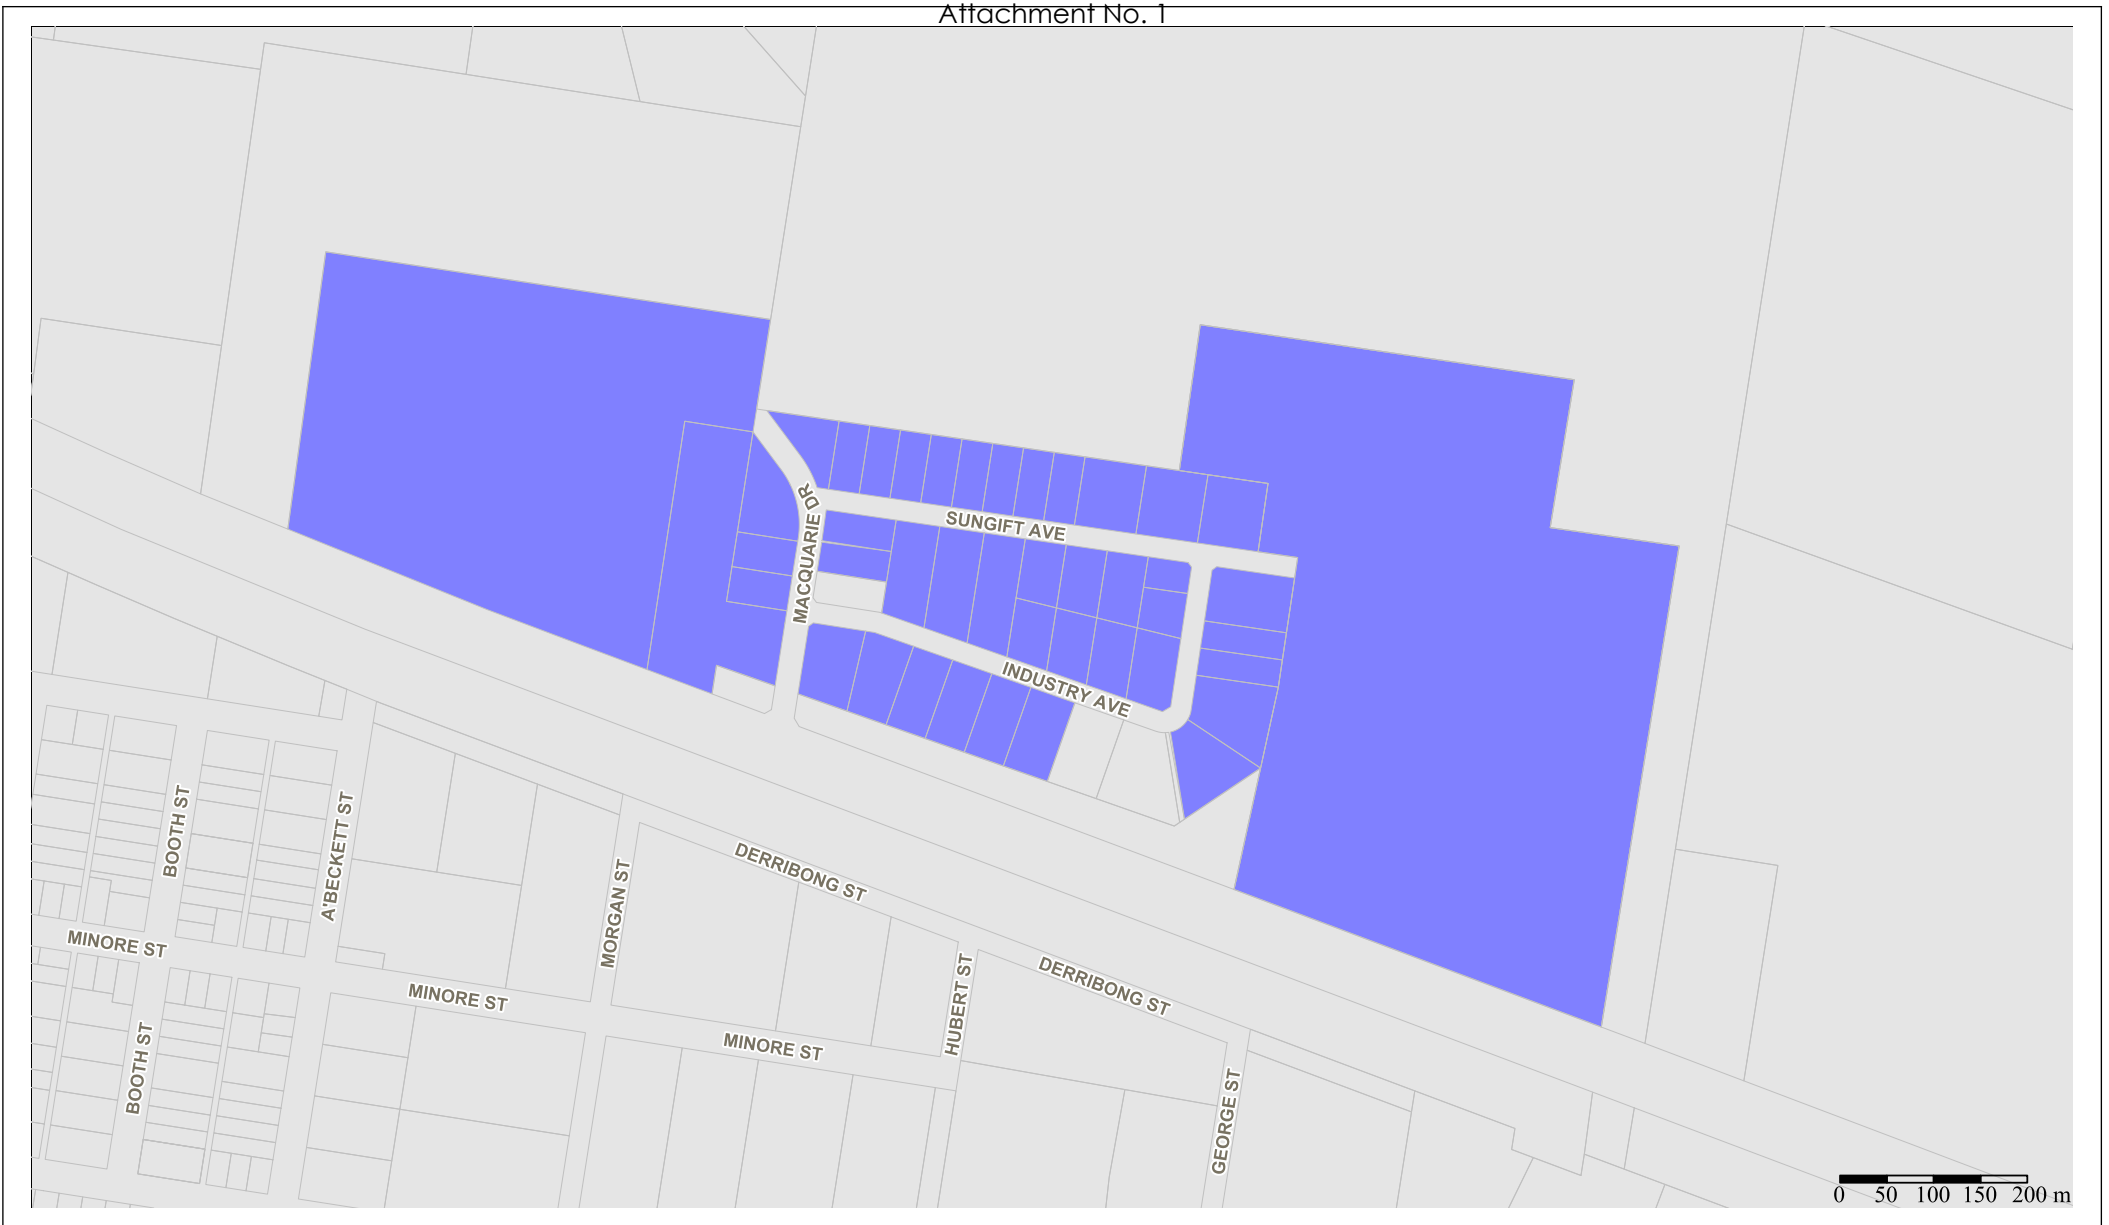 Attachment No. 1
SUNGIFT AVE
MACQUARIE DR
INDUSTRY AVE
BOOTH ST
A'BECKETT ST
MORGAN ST
DERRIBONG ST
MINORE ST
MINORE ST
HUBERT ST
DERRIBONG ST
MINORE ST
BOOTH ST
GEORGE ST
0 50 100 150 200 m